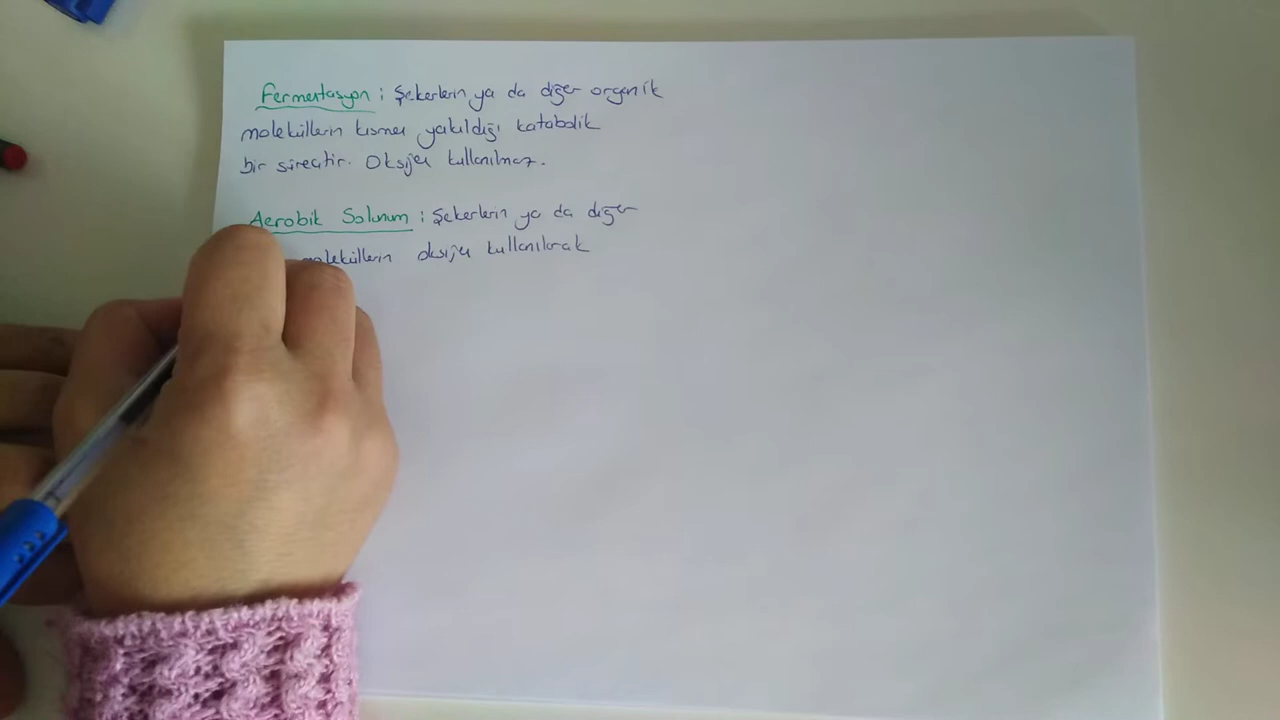 Fermentasyon : Şekerlerin ya da diğer organik
moleküllerin kısmen yakıldığı katabolik
bir süreçtir. Oksijen kullanılmaz.
Aerobik Solunum : Şekerlerin ya da diğer
moleküllerin oksijen kullanılarak